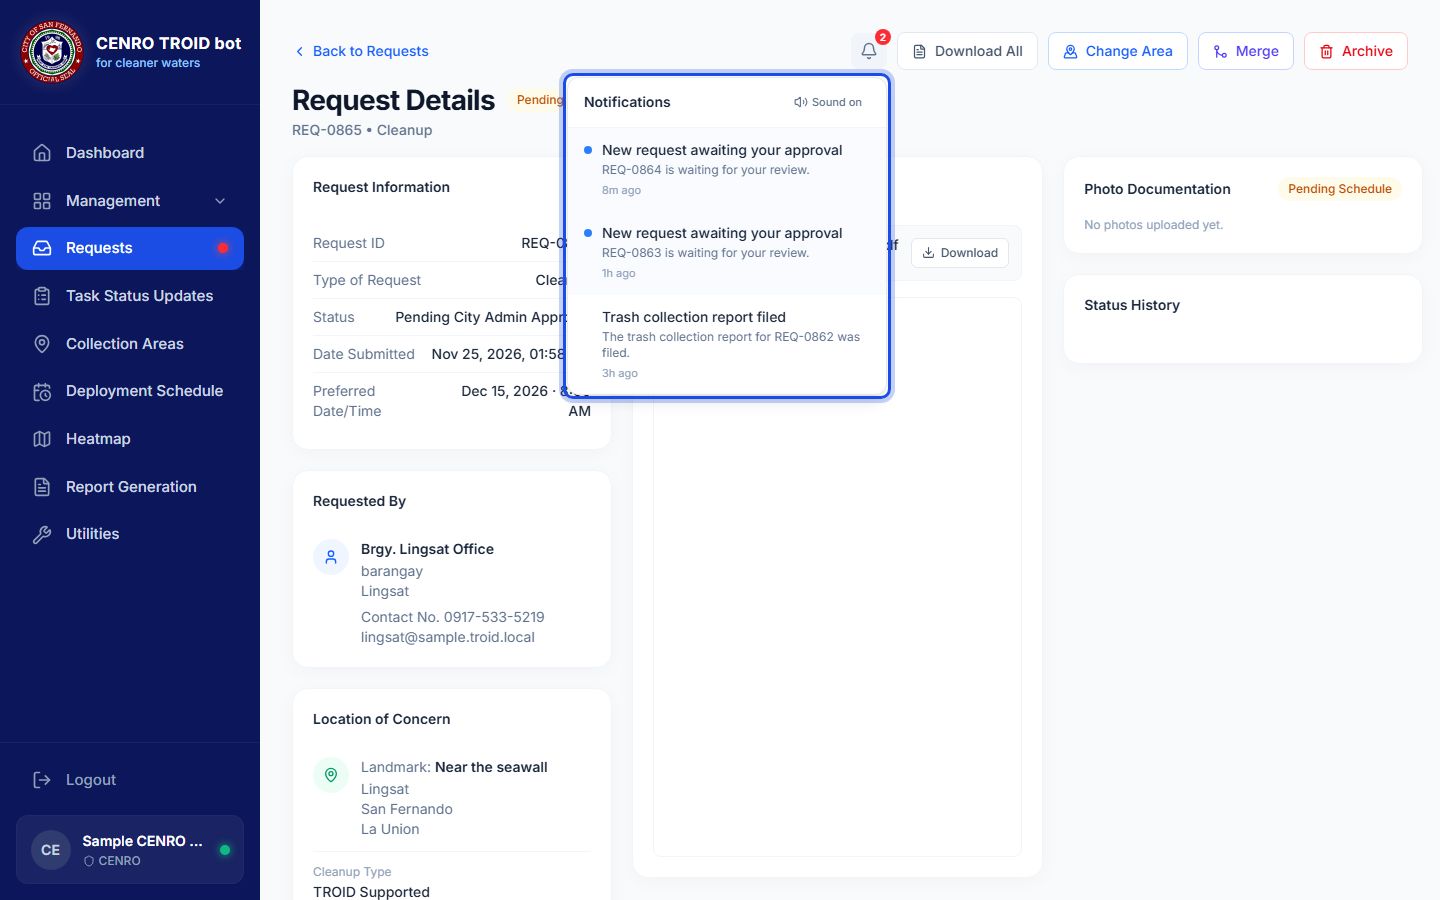 CITY OF SAN FERNANDO
OFFICIAL SEAL
CENRO TROID bot
for cleaner waters
Dashboard
Management
Requests
Task Status Updates
Collection Areas
Deployment Schedule
Heatmap
Report Generation
Utilities
Logout
CE
Sample CENRO ...
CENRO
Back to Requests
2
Download All
Change Area
Merge
Archive
Request Details
Pending
REQ-0865 • Cleanup
Notifications
Sound on
New request awaiting your approval
REQ-0864 is waiting for your review.
8m ago
New request awaiting your approval
REQ-0863 is waiting for your review.
1h ago
Trash collection report filed
The trash collection report for REQ-0862 was
filed.
3h ago
Request Information
Request ID
Type of Request
Status
Pending City Admin
Date Submitted
Nov 25, 2026, 01:58
Preferred
Date/Time
Dec 15, 2026 ·
AM
Requested By
Brgy. Lingsat Office
barangay
Lingsat
Contact No. 0917-533-5219
lingsat@sample.troid.local
Location of Concern
Landmark: Near the seawall
Lingsat
San Fernando
La Union
Cleanup Type
TROID Supported
Download
Photo Documentation
Pending Schedule
No photos uploaded yet.
Status History